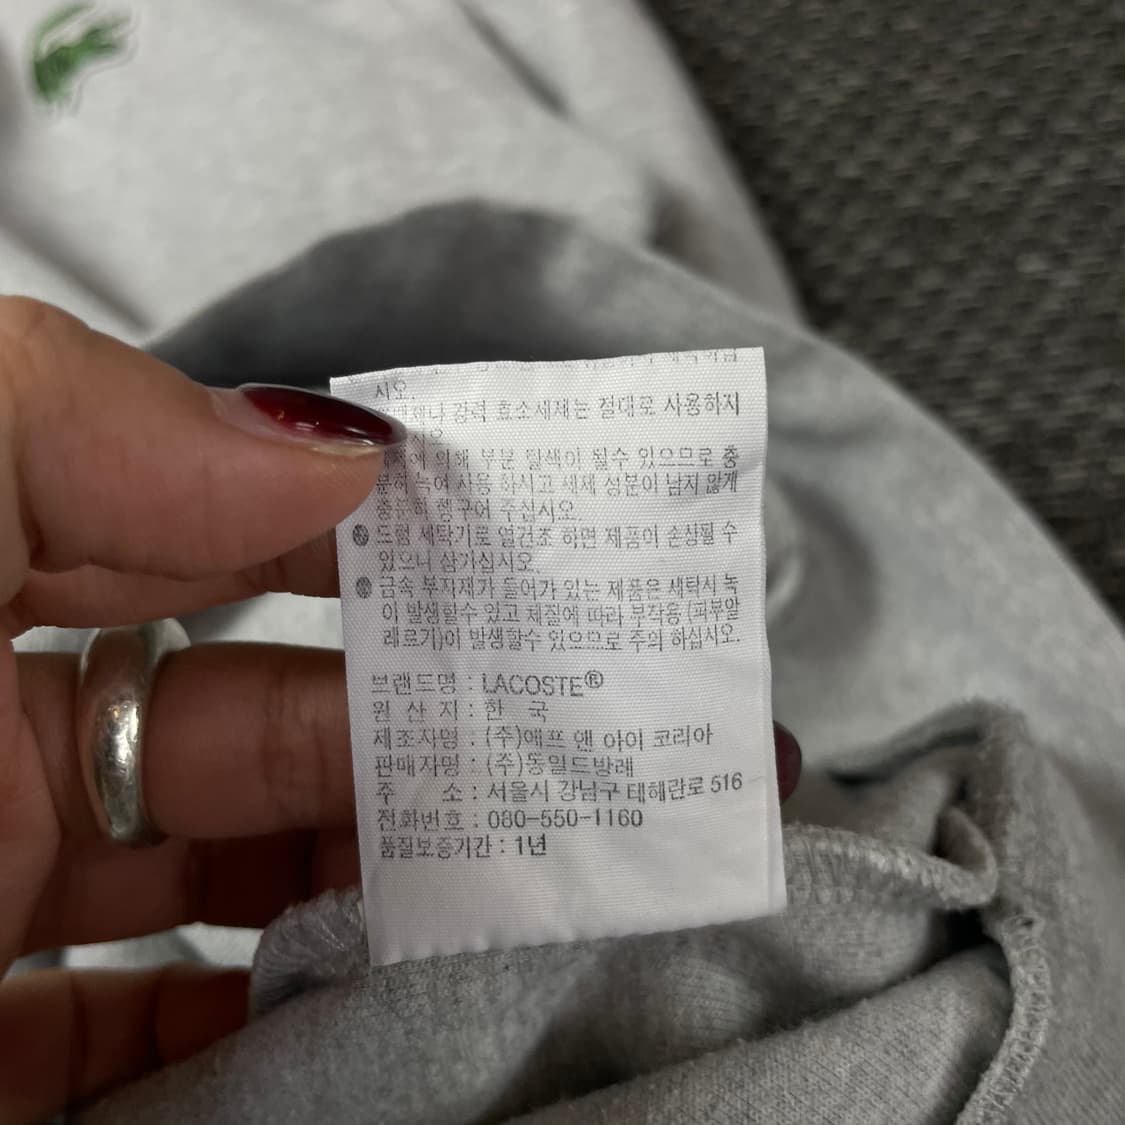 시오.
강력 효소세제는 절대로 사용하지
시오
의해 부분 탈색이 될수 있으므로 충
분히 녹여 사용 하시고 세제 성분이 남지 않게
충분히 헹구어 주십시오.
드럼 세탁기로 열건조 하면 제품이 손상될 수
있으니 삼가십시오.
금속 부자재가 들어가 있는 제품은 세탁시 녹
이 발생할수 있고 체질에 따라 부작용(피부알
레르기)이 발생할수 있으므로 주의 하십시오.
브랜드명 : LACOSTE®
원 산 지 : 한 국
제조자명 : (주)에프 앤 아이 코리아
판매자명 : (주)동일드방레
주 소 : 서울시 강남구 테헤란로 516
전화번호 : 080-550-1160
품질보증기간 : 1년